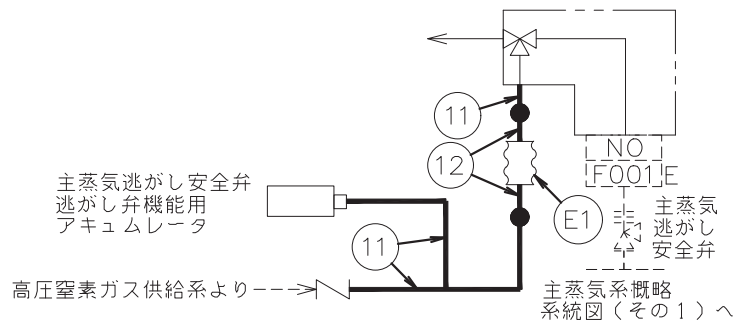 11
12
NO
F001E
E1
主蒸気
逃がし
安全弁
主蒸気逃がし安全弁
逃がし弁機能用
アキュムレータ
11
高圧窒素ガス供給系より
主蒸気系概略
系統図(その1)へ